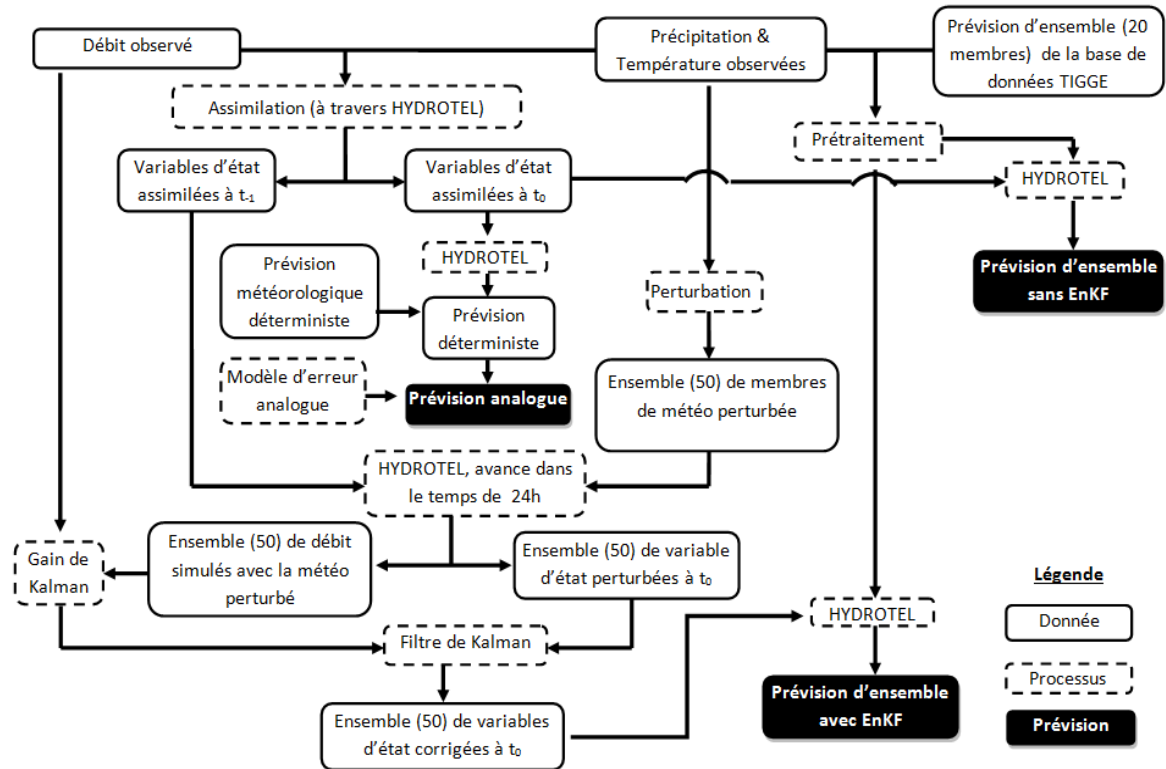 Débit observé
Précipitation &
Température observées
Prévision d'ensemble (20
membres)  de la base de
données TIGGE
Assimilation (à travers HYDROTEL)
Prétraitement
Variables d'état
assimilées à t-1
Variables d'état
assimilées à t0
HYDROTEL
HYDROTEL
Prévision
météorologique
déterministe
Prévision
déterministe
Perturbation
Prévision d'ensemble
sans EnKF
Modèle d'erreur
analogue
Prévision analogue
Ensemble (50) de membres
de météo perturbée
HYDROTEL, avance dans
le temps de  24h
Gain de
Kalman
Ensemble (50) de débit
simulés avec la météo
perturbé
Ensemble (50) de variable
d'état perturbées à t0
Filtre de Kalman
HYDROTEL
Ensemble (50) de variables
d'état corrigées à t0
Prévision d'ensemble
avec EnKF
Légende
Donnée
Processus
Prévision